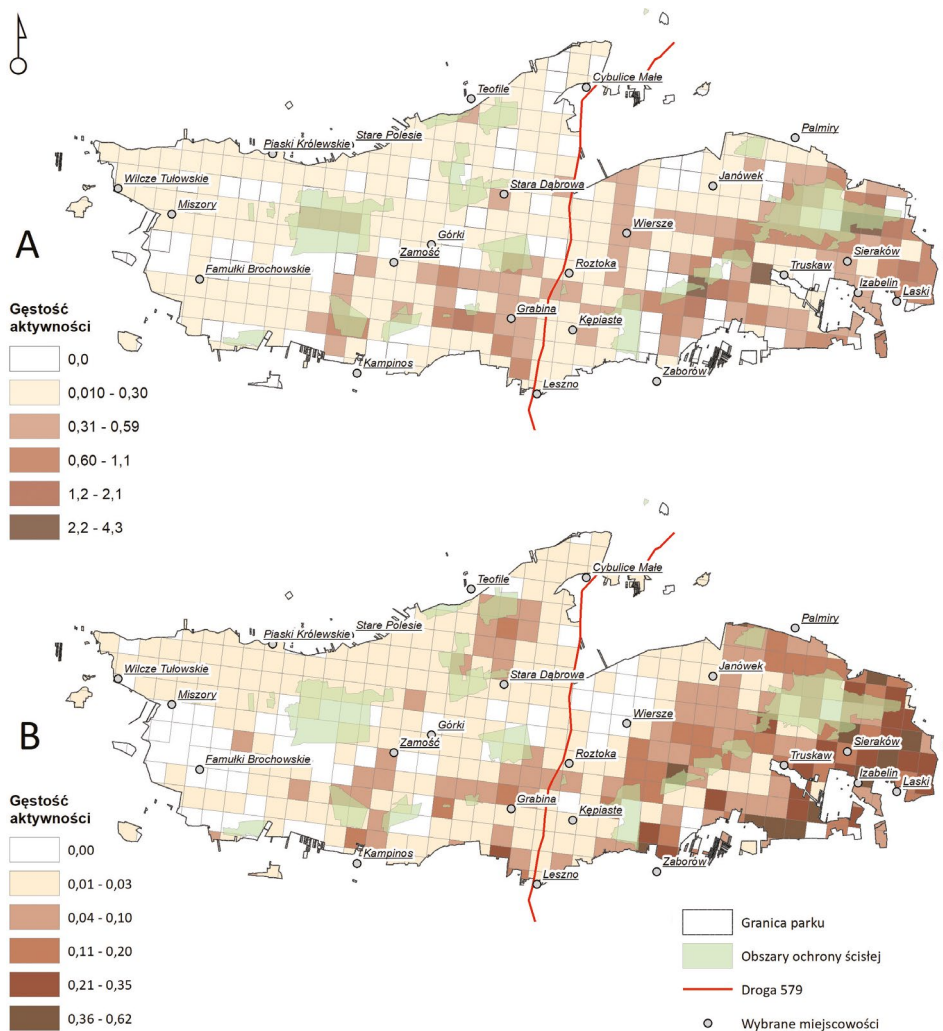 Cybulice Małe
Teofile
Palmiry
Stare Polesie
Piaski Królewskie
Wilcze Tułowskie
Stara Dąbrowa
Janówek
Miszory
Wiersze
A
Górki
Zamość
Sieraków
Famułki Brochowskie
Roztoka
Truskaw
Izabelin
Laski
Gęstość
aktywności
Grabina
Kępiaste
0,0
Kampinos
Zaborów
0,010 - 0,30
Leszno
0,31 - 0,59
0,60 - 1,1
1,2 - 2,1
2,2 - 4,3
Cybulice Małe
Teofile
Palmiry
Stare Polesie
Piaski Królewskie
Wilcze Tułowskie
Stara Dąbrowa
Janówek
Miszory
Wiersze
B
Górki
Zamość
Sieraków
Famułki Brochowskie
Roztoka
Truskaw
Izabelin
Laski
Gęstość
aktywności
Grabina
Kępiaste
0,00
Kampinos
Zaborów
0,01 - 0,03
Leszno
0,04 - 0,10
0,11 - 0,20
0,21 - 0,35
0,36 - 0,62
Granica parku
Obszary ochrony ścisłej
Droga 579
Wybrane miejscowości